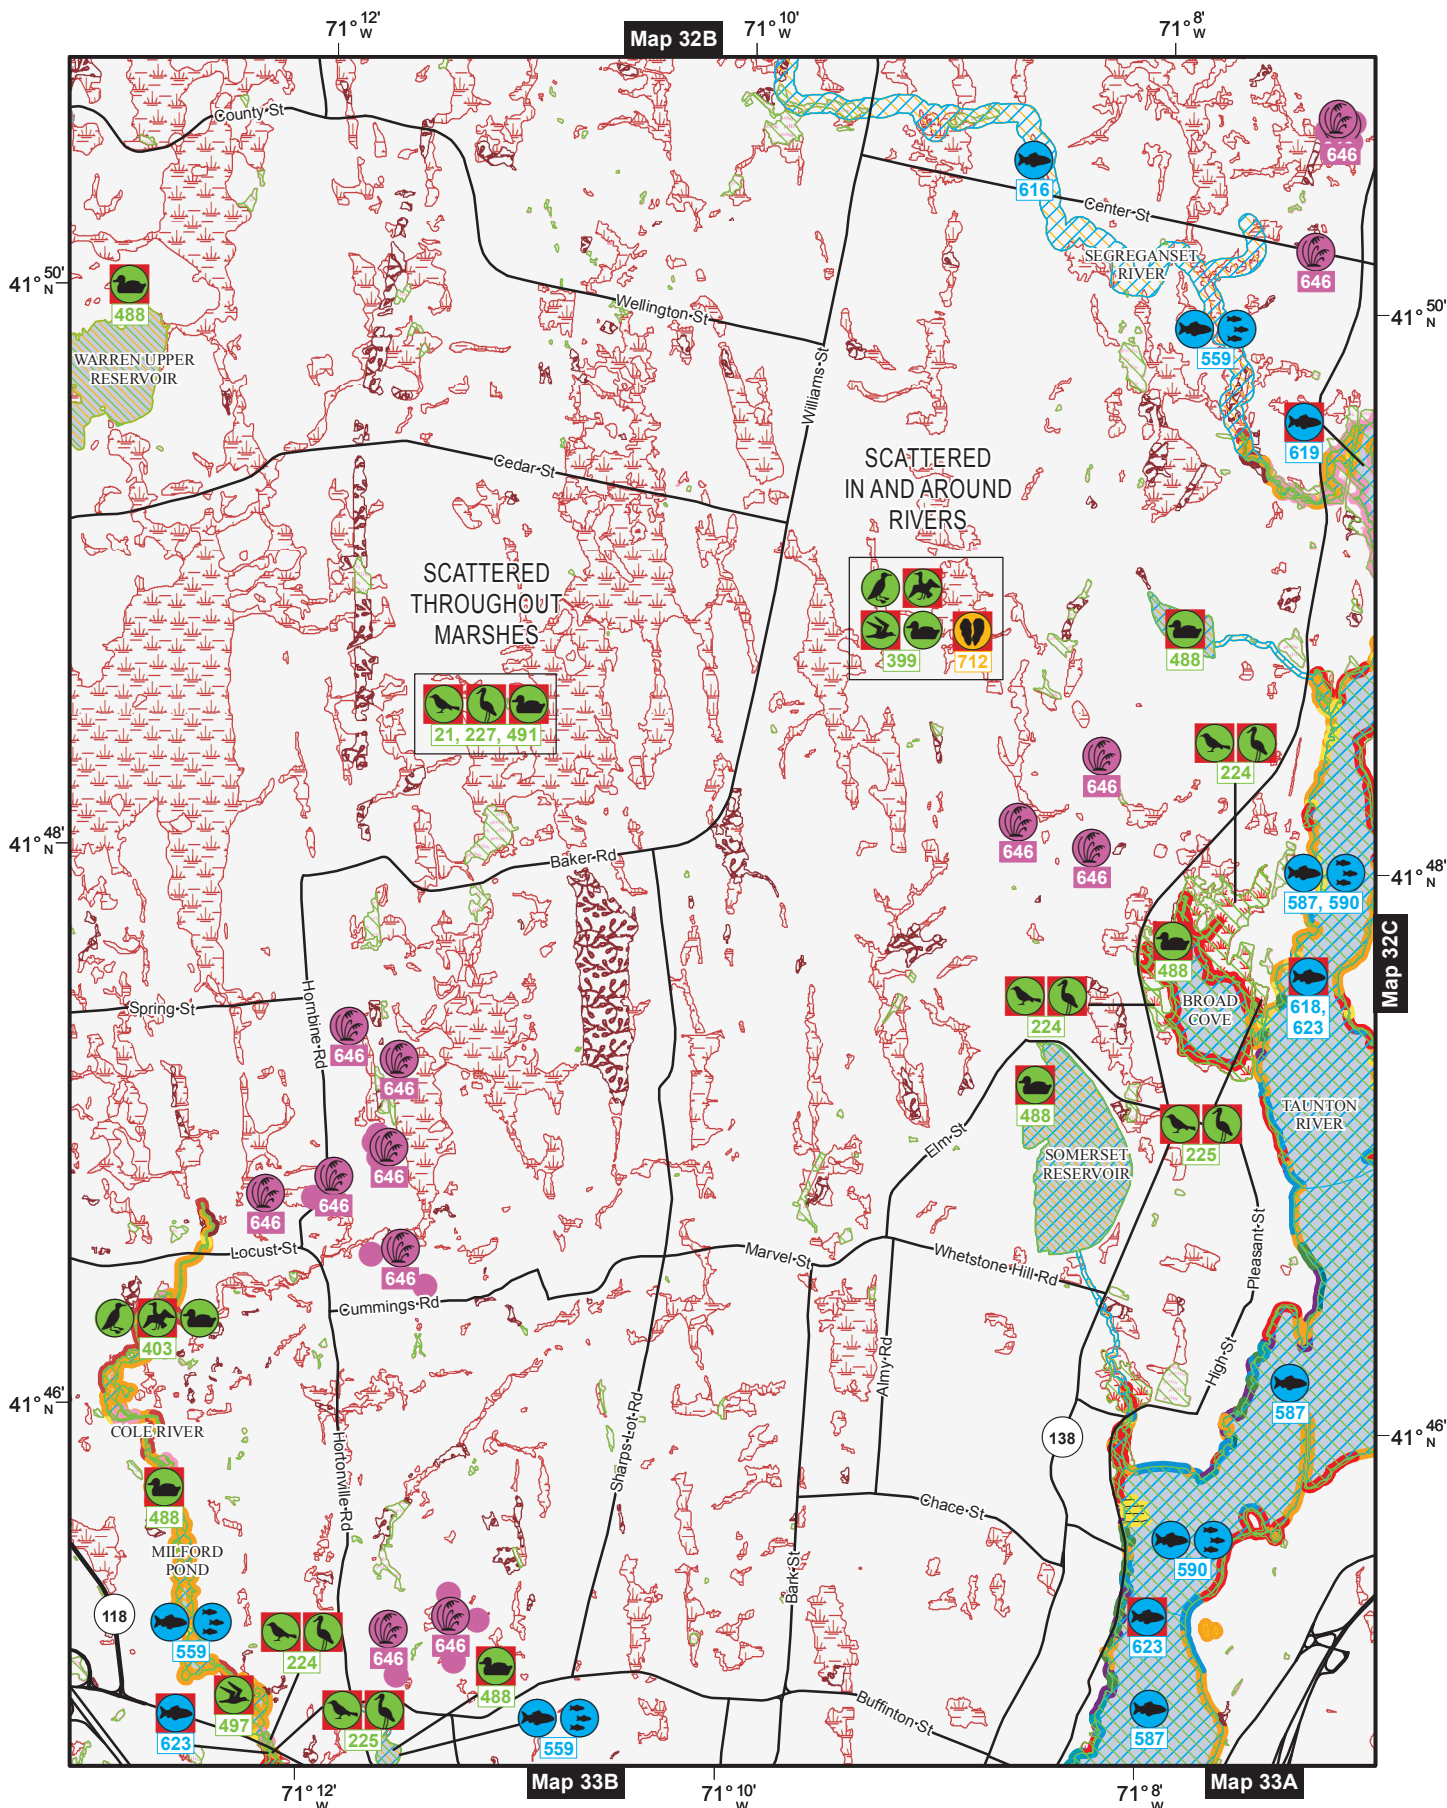 71° 12' W
Map 32B
71° 10' W
71° 8' W
County St
646
616
Center St
SEGREGANSET
RIVER
646
41° 50' N
488
Wellington St
41° 50' N
559
WARREN UPPER
RESERVOIR
Williams St
619
Cedar St
SCATTERED
IN AND AROUND
RIVERS
SCATTERED
THROUGHOUT
MARSHES
399
712
488
21, 227, 491
224
646
646
646
41° 48' N
Baker Rd
41° 48' N
587, 590
Map 32C
488
618,
623
BROAD
COVE
224
Spring St
Hornbine Rd
646
646
488
TAUNTON
RIVER
Elm St
225
646
SOMERSET
RESERVOIR
646
646
Pleasant St
Locust St
646
Marvel St
Whetstone Hill Rd
Cummings Rd
403
Almy Rd
High St
587
41° 46' N
COLE RIVER
Sharps Lot Rd
138
41° 46' N
Hortonville Rd
488
Chace St
MILFORD
POND
590
Bark St
118
559
224
646
646
623
488
497
623
225
559
Buffinton St
587
71° 12' W
Map 33B
71° 10' W
71° 8' W
Map 33A